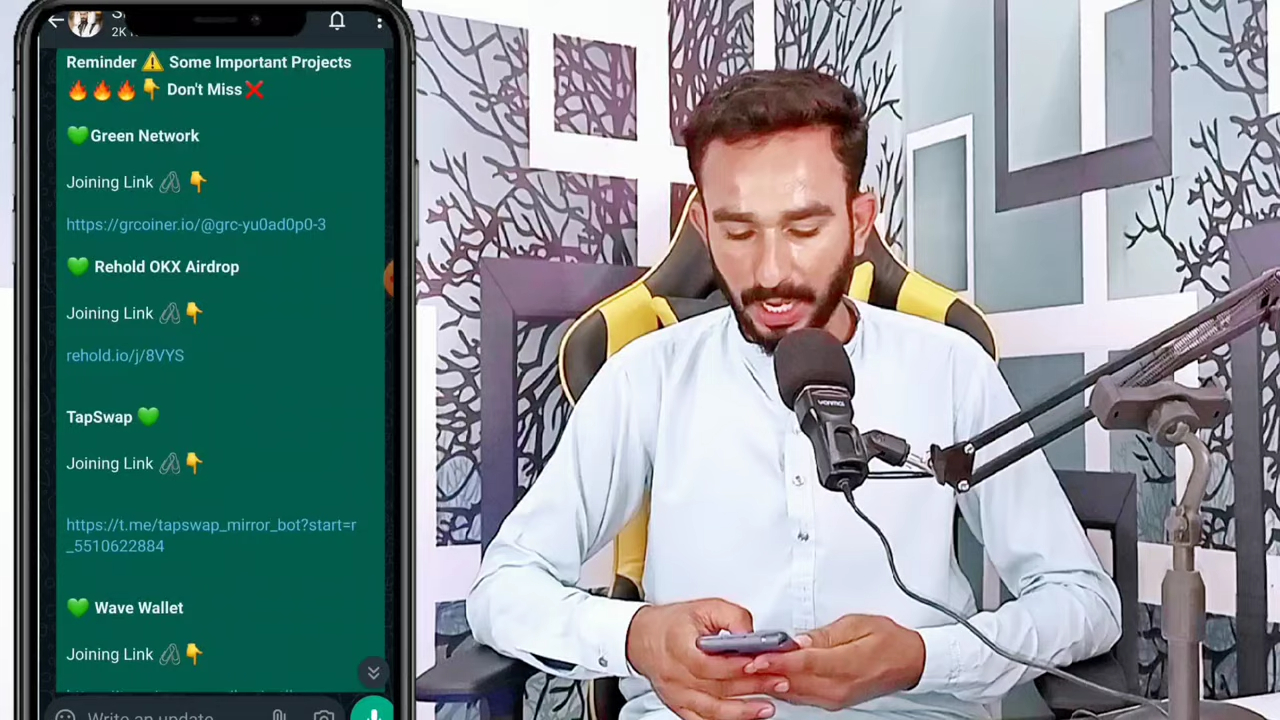 2K
Reminder ⚠️ Some Important Projects
🔥🔥🔥👇 Don't Miss❌
💚Green Network
Joining Link 🖇️👇
https://grcoiner.io/@grc-yu0ad0p0-3
💚 Rehold OKX Airdrop
Joining Link 🖇️👇
rehold.io/j/8VYS
TapSwap 💚
Joining Link 🖇️👇
https://t.me/tapswap_mirror_bot?start=r
_5510622884
💚 Wave Wallet
Joining Link 🖇️👇
Write an update